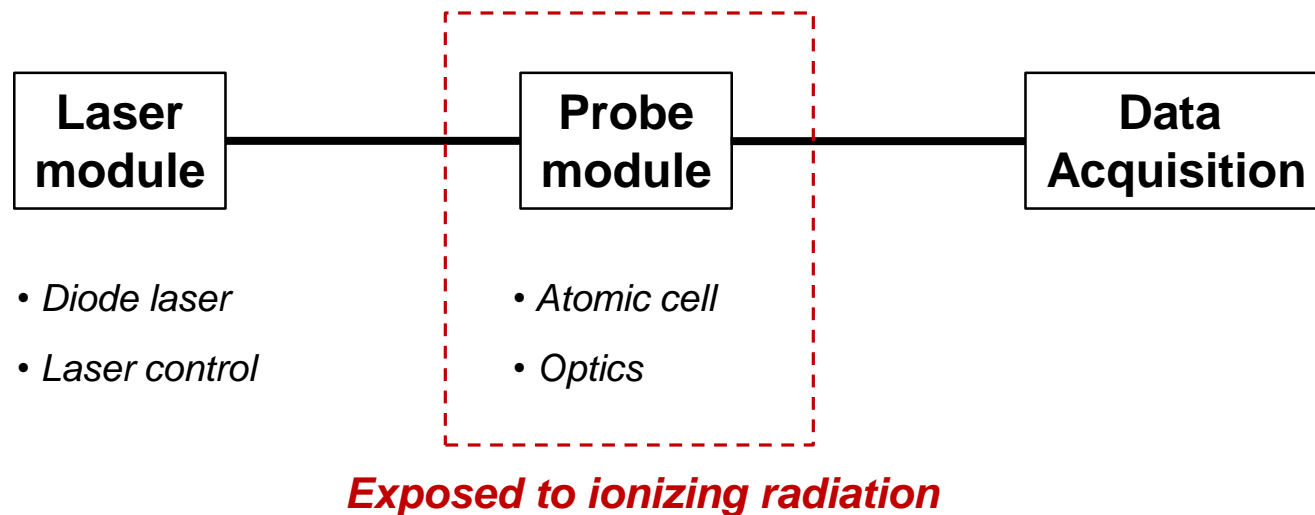 Laser
module
Probe
module
Data
Acquisition
• Diode laser
• Laser control
• Atomic cell
• Optics
Exposed to ionizing radiation